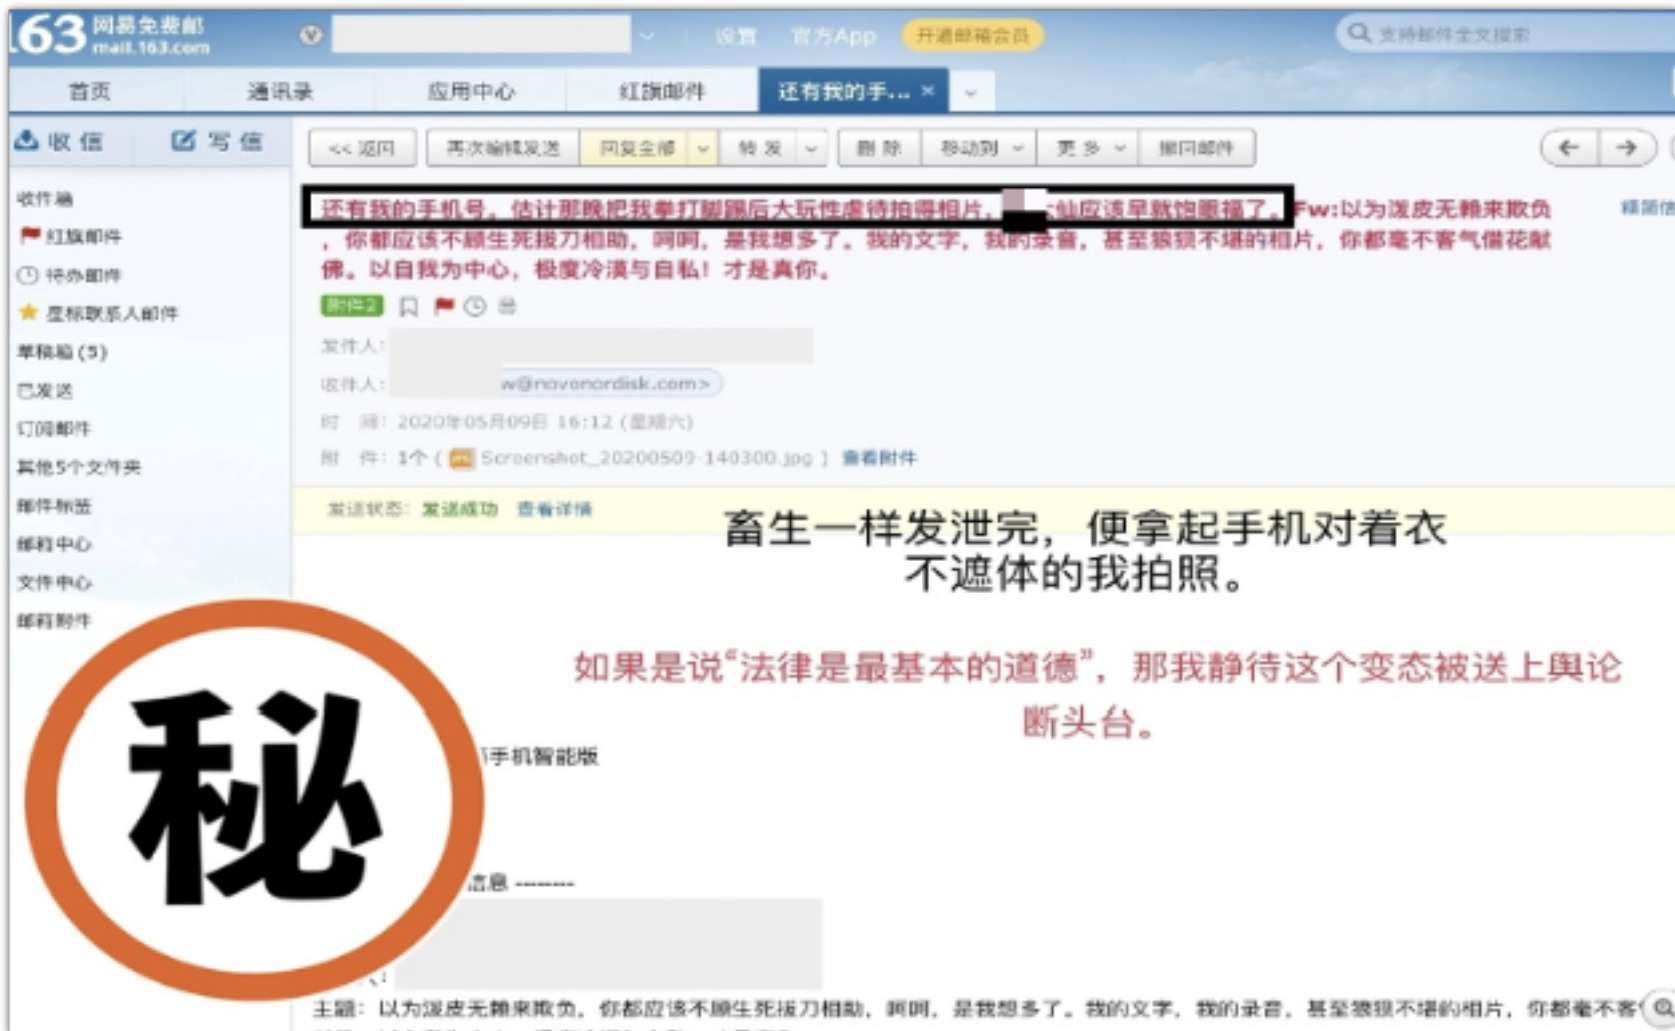 163 网易免费邮
mail.163.com
设置 官方App 开通邮箱会员 支持邮件全文搜索
首页 通讯录 应用中心 红旗邮件 还有我的手... ×
收信 写信 << 返回 再次编辑发送 回复全部 转发 删除 移动到 更多 撤回邮件
收件箱
红旗邮件
待办邮件
星标联系人邮件
草稿箱 (5)
已发送
订阅邮件
其他5个文件夹
邮件标签
邮箱中心
文件中心
邮箱附件
还有我的手机号。估计那晚把我拳打脚踢后大玩性虐待拍得相片, 仙应该早就饱眼福了。Fw:以为泼皮无赖来欺负
,你都应该不顾生死拔刀相助,呵呵,是我想多了。我的文字,我的录音,甚至狼狈不堪的相片,你都毫不客气借花献
佛。以自我为中心,极度冷漠与自私!才是真你。
精简信
附件2
发件人:
收件人: w@novonordisk.com>
时 间: 2020年05月09日 16:12 (星期六)
附 件: 1个 ( Screenshot_20200509-140300.jpg ) 查看附件
发送状态: 发送成功 查看详情
畜生一样发泄完,便拿起手机对着衣
不遮体的我拍照。
如果是说“法律是最基本的道德”,那我静待这个变态被送上舆论
断头台。
手机智能版
秘
信息 --------
主题: 以为泼皮无赖来欺负,你都应该不顾生死拔刀相助,呵呵,是我想多了。我的文字,我的录音,甚至狼狈不堪的相片,你都毫不客